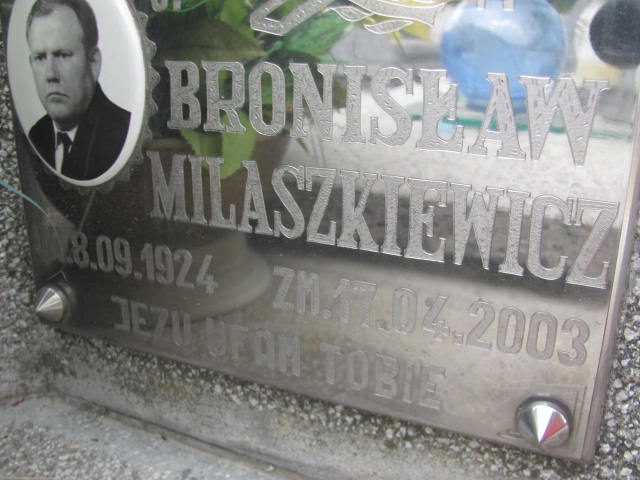 BRONISŁAW
MILASZKIEWICZ
8.09.1924 ZM.17.04.2003
JEZU UFAM TOBIE